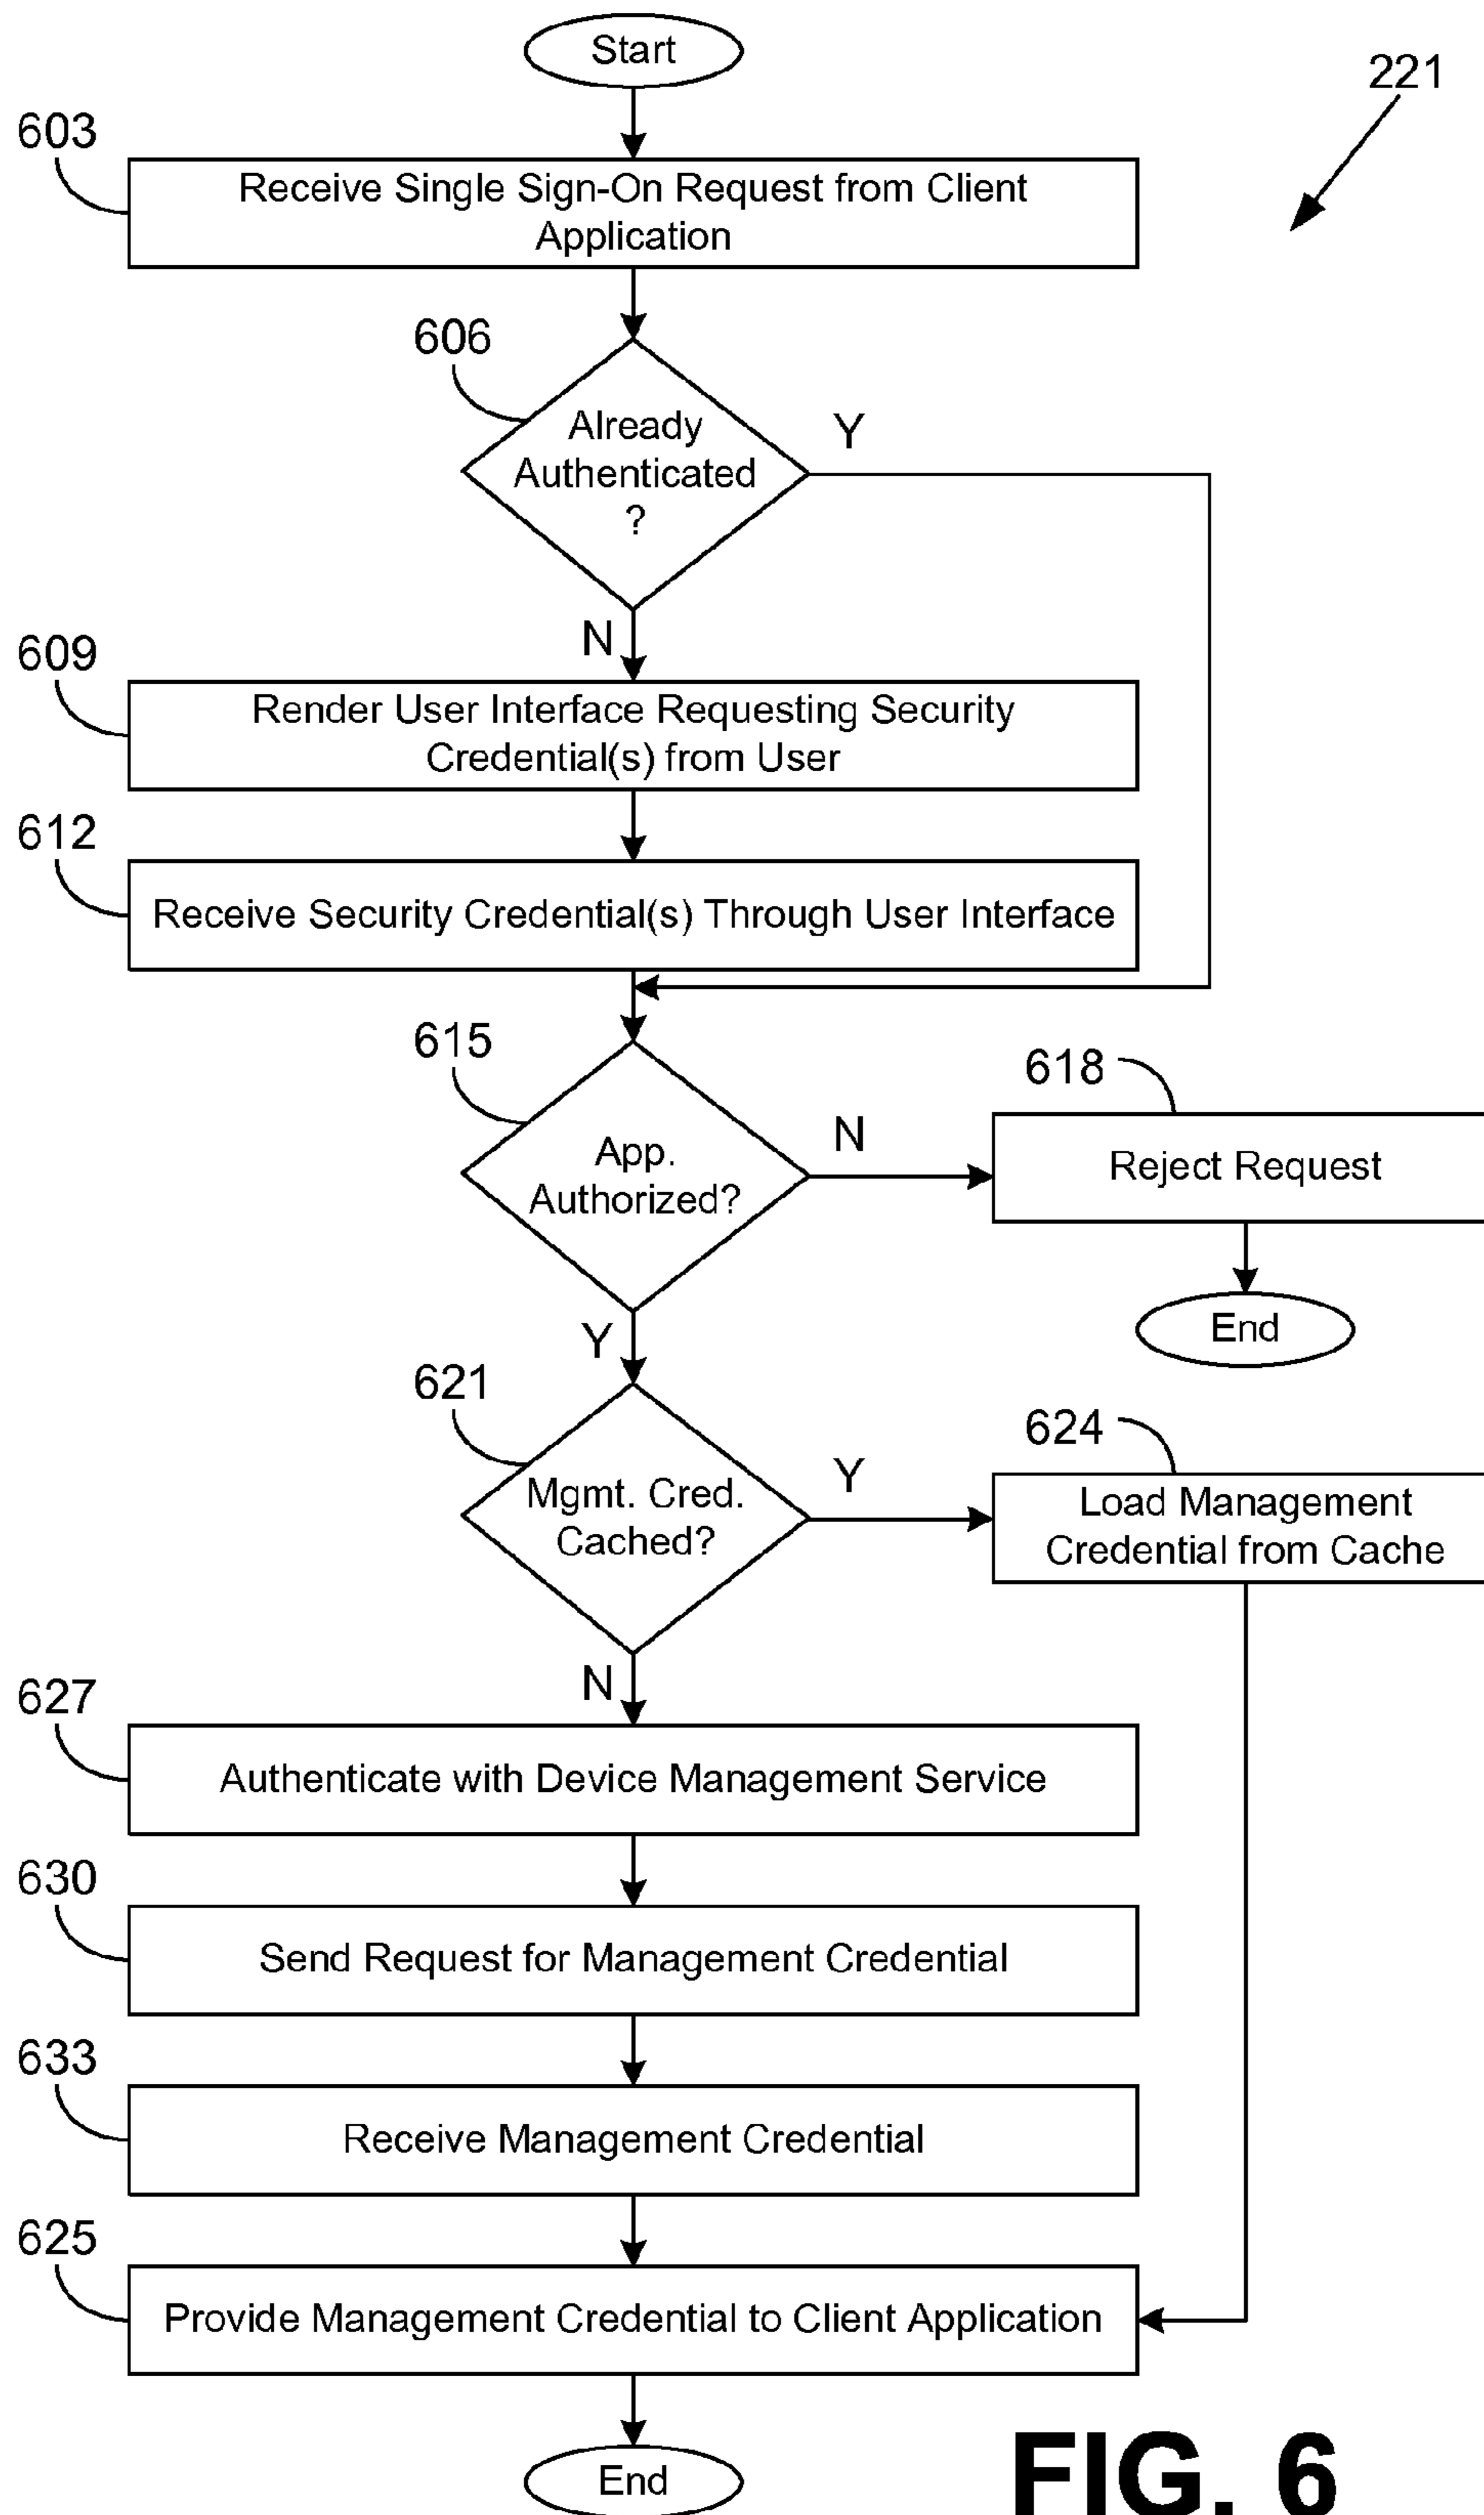 Start
221
603
Receive Single Sign-On Request from Client
Application
606
Already
Authenticated
?
Y
N
609
Render User Interface Requesting Security
Credential(s) from User
612
Receive Security Credential(s) Through User Interface
615
App.
Authorized?
N
618
Reject Request
End
Y
621
Mgmt. Cred.
Cached?
Y
624
Load Management
Credential from Cache
N
627
Authenticate with Device Management Service
630
Send Request for Management Credential
633
Receive Management Credential
625
Provide Management Credential to Client Application
End
FIG. 6